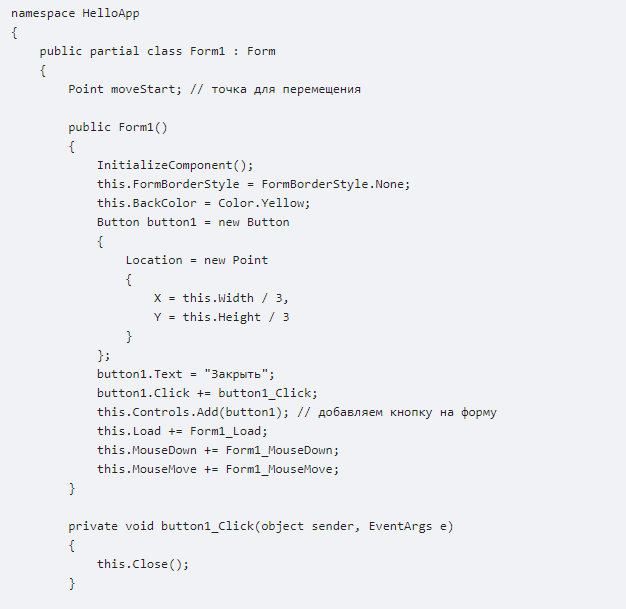 namespace HelloApp
{
    public partial class Form1 : Form
    {
        Point moveStart; // точка для перемещения

        public Form1()
        {
            InitializeComponent();
            this.FormBorderStyle = FormBorderStyle.None;
            this.BackColor = Color.Yellow;
            Button button1 = new Button
            {
                Location = new Point
                {
                    X = this.Width / 3,
                    Y = this.Height / 3
                }
            };
            button1.Text = "Закрыть";
            button1.Click += button1_Click;
            this.Controls.Add(button1); // добавляем кнопку на форму
            this.Load += Form1_Load;
            this.MouseDown += Form1_MouseDown;
            this.MouseMove += Form1_MouseMove;
        }

        private void button1_Click(object sender, EventArgs e)
        {
            this.Close();
        }